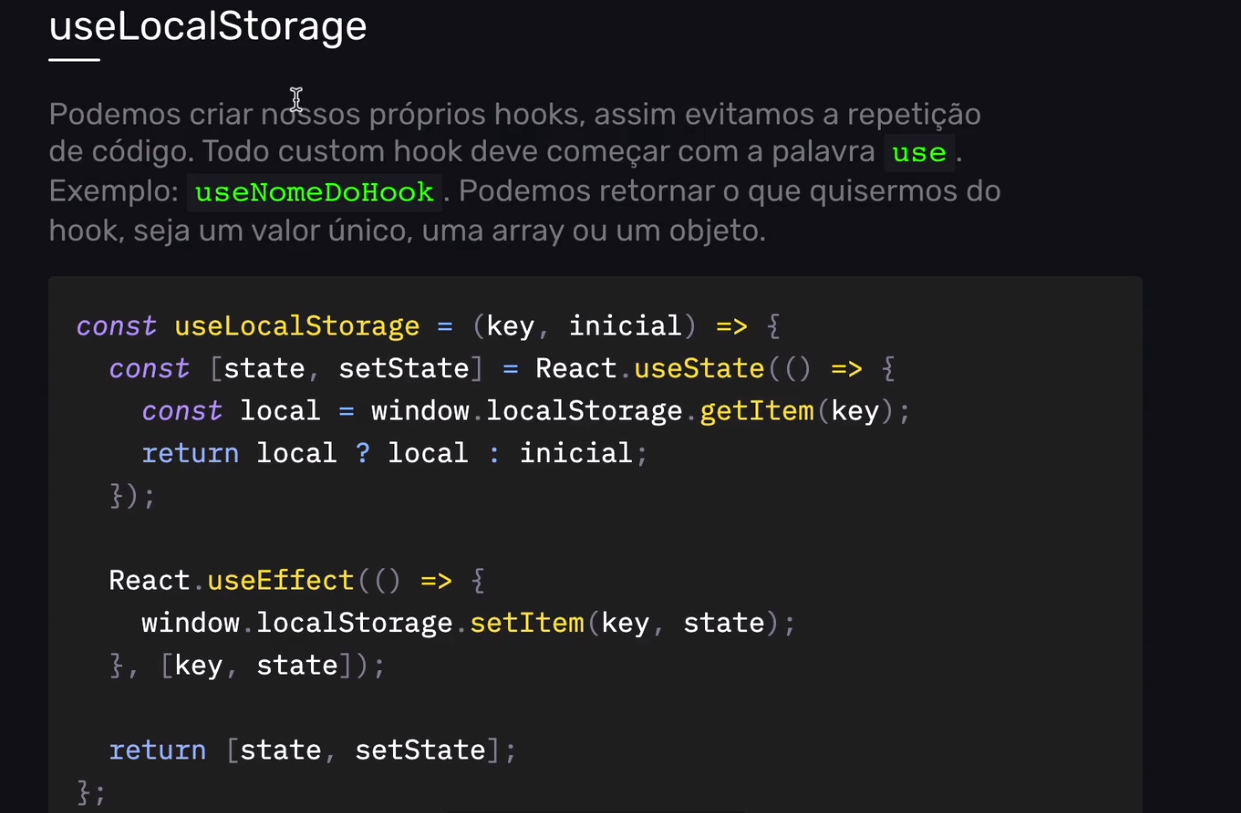 useLocalStorage
Podemos criar nossos próprios hooks, assim evitamos a repetição
de código. Todo custom hook deve começar com a palavra use .
Exemplo: useNomeDoHook . Podemos retornar o que quisermos do
hook, seja um valor único, uma array ou um objeto.
const useLocalStorage = (key, inicial) => {
  const [state, setState] = React.useState(() => {
    const local = window.localStorage.getItem(key);
    return local ? local : inicial;
  });
  React.useEffect(() => {
    window.localStorage.setItem(key, state);
  }, [key, state]);
  return [state, setState];
};